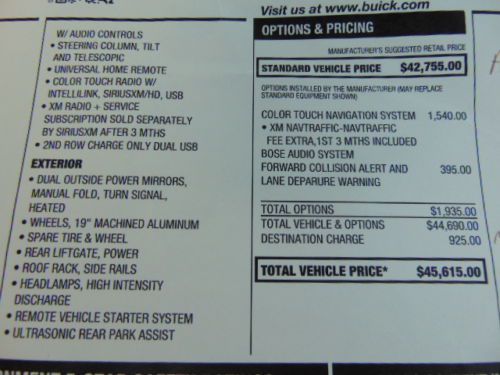 Visit us at www.buick.com
W/ AUDIO CONTROLS
• STEERING COLUMN, TILT
AND TELESCOPIC
• UNIVERSAL HOME REMOTE
• COLOR TOUCH RADIO W/
INTELLILINK, SIRIUSXM/HD, USB
• XM RADIO + SERVICE
SUBSCRIPTION SOLD SEPARATELY
BY SIRIUSXM AFTER 3 MTHS
• 2ND ROW CHARGE ONLY DUAL USB
EXTERIOR
• DUAL OUTSIDE POWER MIRRORS,
MANUAL FOLD, TURN SIGNAL,
HEATED
• WHEELS, 19" MACHINED ALUMINUM
• SPARE TIRE & WHEEL
• REAR LIFTGATE, POWER
• ROOF RACK, SIDE RAILS
• HEADLAMPS, HIGH INTENSITY
DISCHARGE
• REMOTE VEHICLE STARTER SYSTEM
• ULTRASONIC REAR PARK ASSIST
OPTIONS & PRICING
MANUFACTURER'S SUGGESTED RETAIL PRICE
STANDARD VEHICLE PRICE $42,755.00
OPTIONS INSTALLED BY THE MANUFACTURER (MAY REPLACE
STANDARD EQUIPMENT SHOWN)
COLOR TOUCH NAVIGATION SYSTEM 1,540.00
• XM NAVTRAFFIC-NAVTRAFFIC
FEE EXTRA,1ST 3 MTHS INCLUDED
BOSE AUDIO SYSTEM
FORWARD COLLISION ALERT AND 395.00
LANE DEPARURE WARNING
TOTAL OPTIONS $1,935.00
TOTAL VEHICLE & OPTIONS $44,690.00
DESTINATION CHARGE 925.00
TOTAL VEHICLE PRICE* $45,615.00